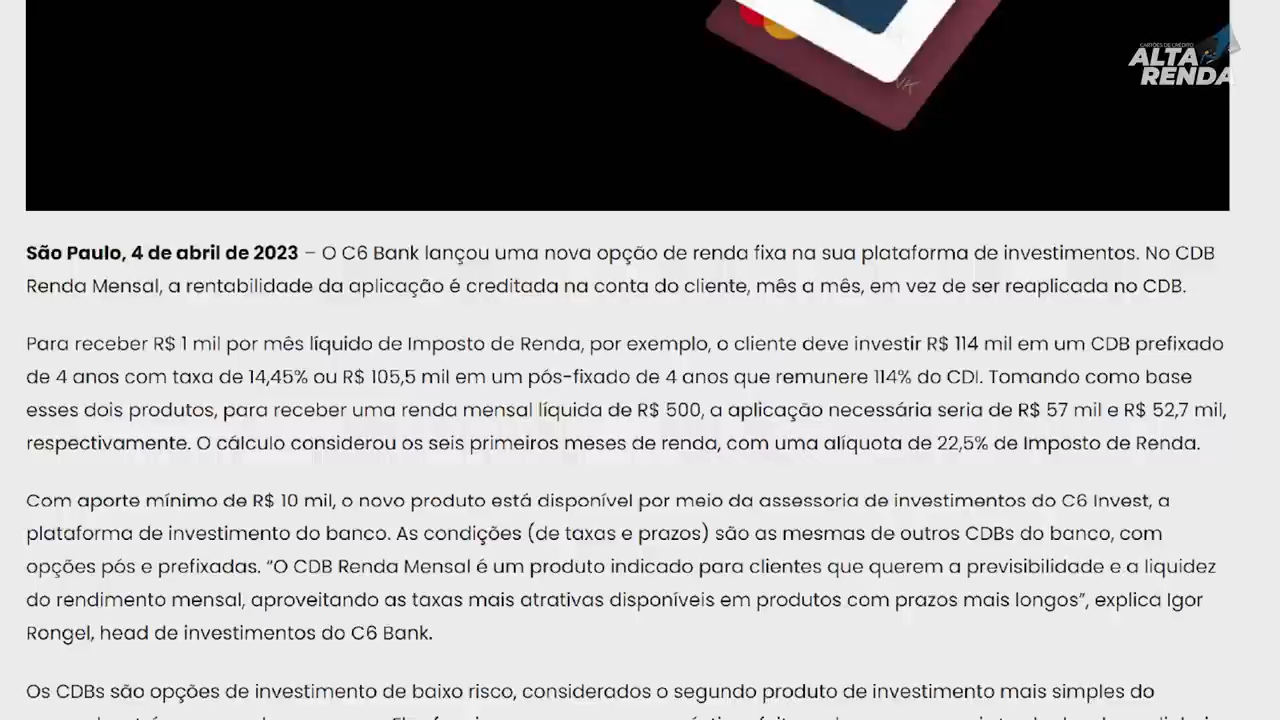 CARTÕES DE CRÉDITO
ALTA
RENDA
São Paulo, 4 de abril de 2023 – O C6 Bank lançou uma nova opção de renda fixa na sua plataforma de investimentos. No CDB
Renda Mensal, a rentabilidade da aplicação é creditada na conta do cliente, mês a mês, em vez de ser reaplicada no CDB.
Para receber R$ 1 mil por mês líquido de Imposto de Renda, por exemplo, o cliente deve investir R$ 114 mil em um CDB prefixado
de 4 anos com taxa de 14,45% ou R$ 105,5 mil em um pós-fixado de 4 anos que remunere 114% do CDI. Tomando como base
esses dois produtos, para receber uma renda mensal líquida de R$ 500, a aplicação necessária seria de R$ 57 mil e R$ 52,7 mil,
respectivamente. O cálculo considerou os seis primeiros meses de renda, com uma alíquota de 22,5% de Imposto de Renda.
Com aporte mínimo de R$ 10 mil, o novo produto está disponível por meio da assessoria de investimentos do C6 Invest, a
plataforma de investimento do banco. As condições (de taxas e prazos) são as mesmas de outros CDBs do banco, com
opções pós e prefixadas. “O CDB Renda Mensal é um produto indicado para clientes que querem a previsibilidade e a liquidez
do rendimento mensal, aproveitando as taxas mais atrativas disponíveis em produtos com prazos mais longos”, explica Igor
Rongel, head de investimentos do C6 Bank.
Os CDBs são opções de investimento de baixo risco, considerados o segundo produto de investimento mais simples do